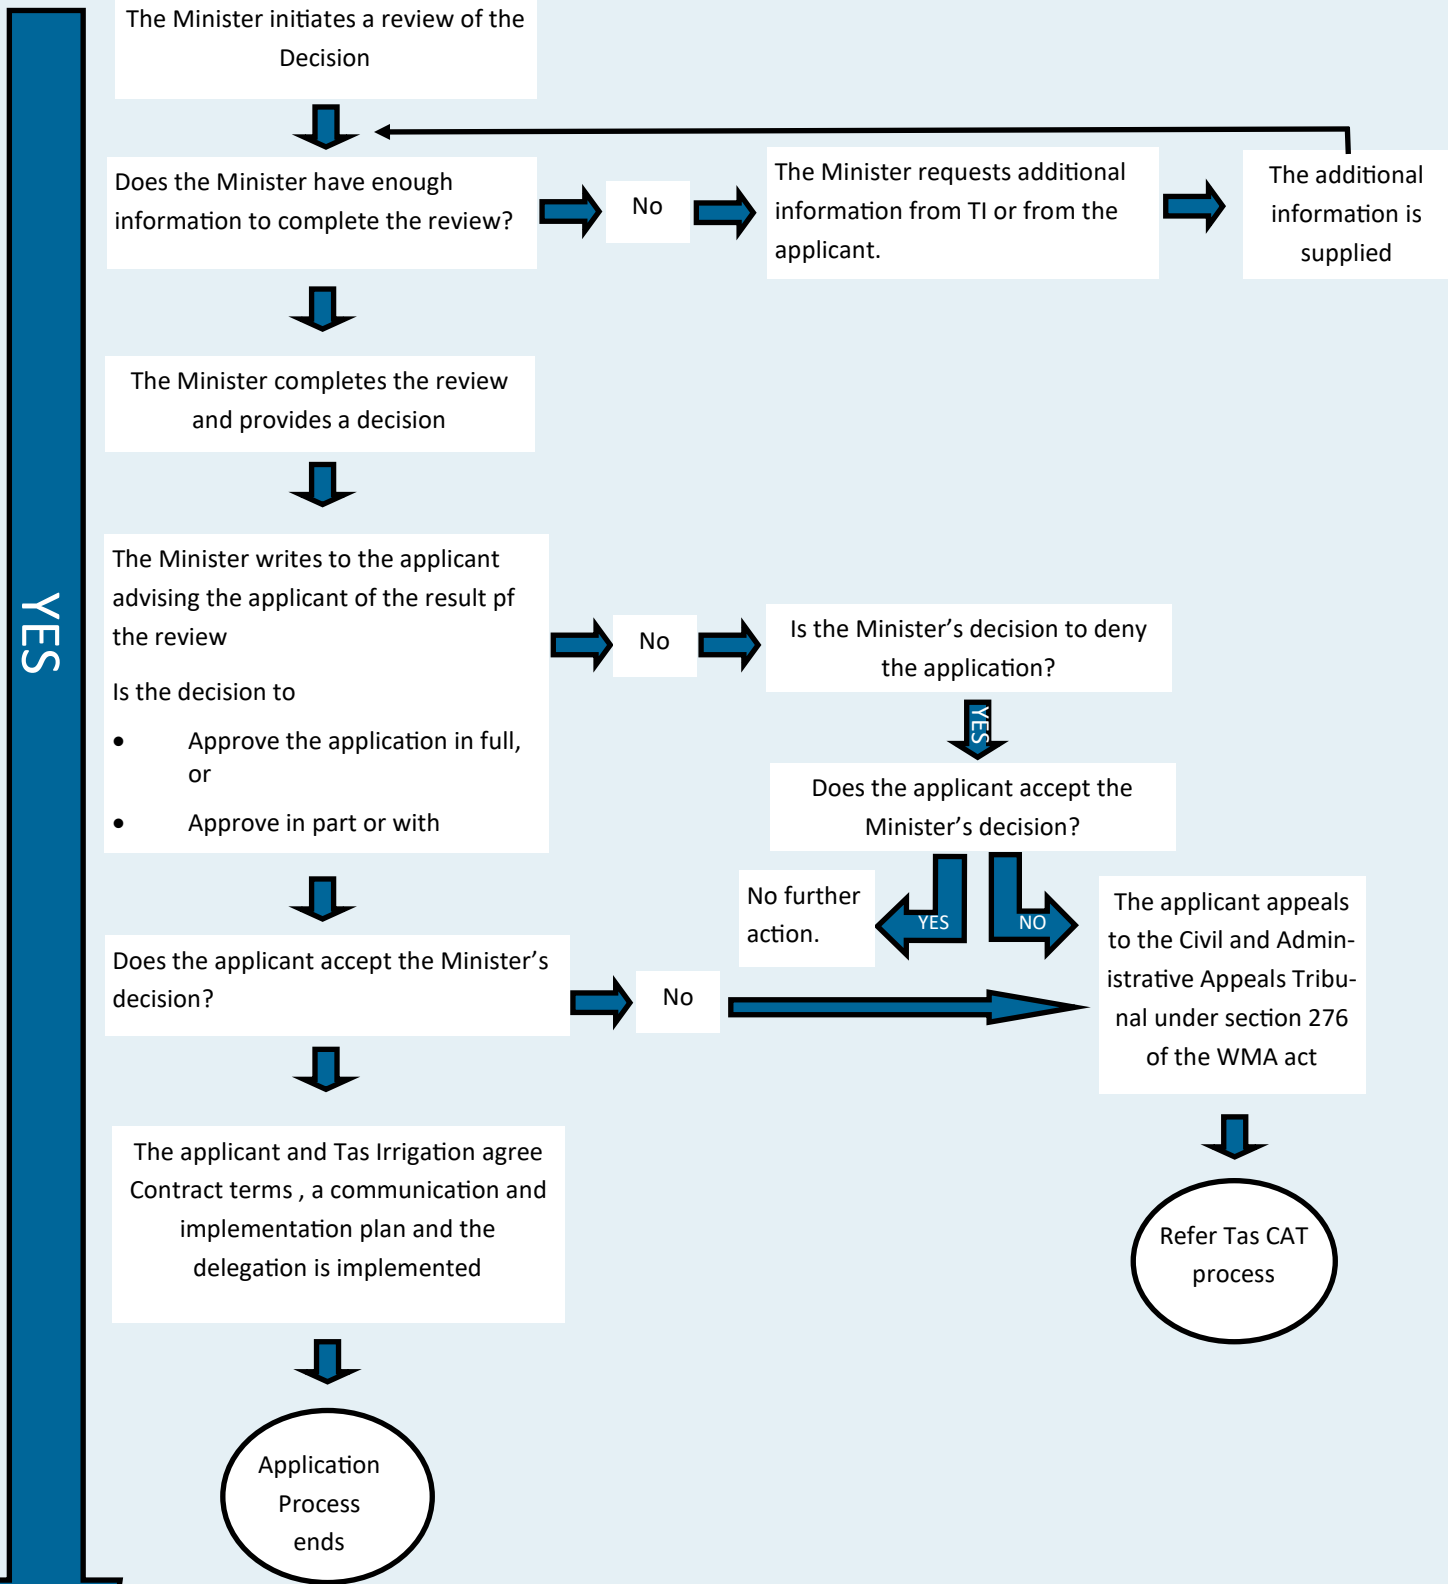 The Minister initiates a review of the
Decision
Does the Minister have enough
information to complete the review?
No
The Minister requests additional
information from TI or from the
applicant.
The additional
information is
supplied
The Minister completes the review
and provides a decision
YES
The Minister writes to the applicant
advising the applicant of the result pf
the review
Is the decision to
• Approve the application in full,
or
• Approve in part or with
No
Is the Minister’s decision to deny
the application?
YES
Does the applicant accept the
Minister’s decision?
YES
NO
No further
action.
The applicant appeals
to the Civil and Admin-
istrative Appeals Tribu-
nal under section 276
of the WMA act
Does the applicant accept the Minister’s
decision?
No
The applicant and Tas Irrigation agree
Contract terms , a communication and
implementation plan and the
delegation is implemented
Refer Tas CAT
process
Application
Process
ends